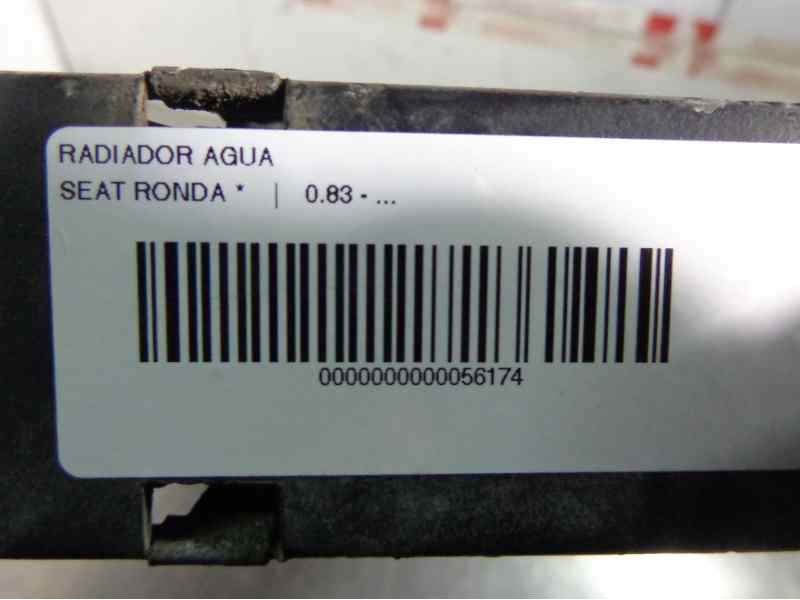 RADIADOR AGUA
SEAT RONDA * | 0.83 - ...
0000000000056174